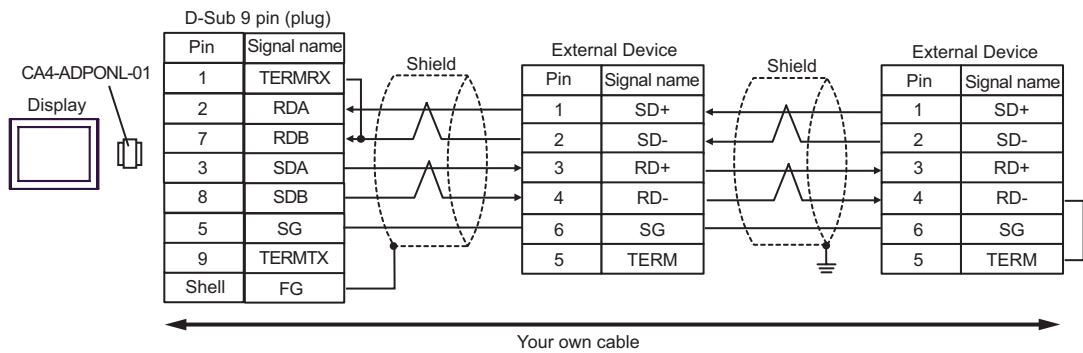 D-Sub 9 pin (plug)
Pin Signal name
1 TERMRX
2 RDA
7 RDB
3 SDA
8 SDB
5 SG
9 TERMTX
Shell FG
CA4-ADPONL-01
Display
Shield
External Device
Pin Signal name
1 SD+
2 SD-
3 RD+
4 RD-
6 SG
5 TERM
Shield
External Device
Pin Signal name
1 SD+
2 SD-
3 RD+
4 RD-
6 SG
5 TERM
Your own cable